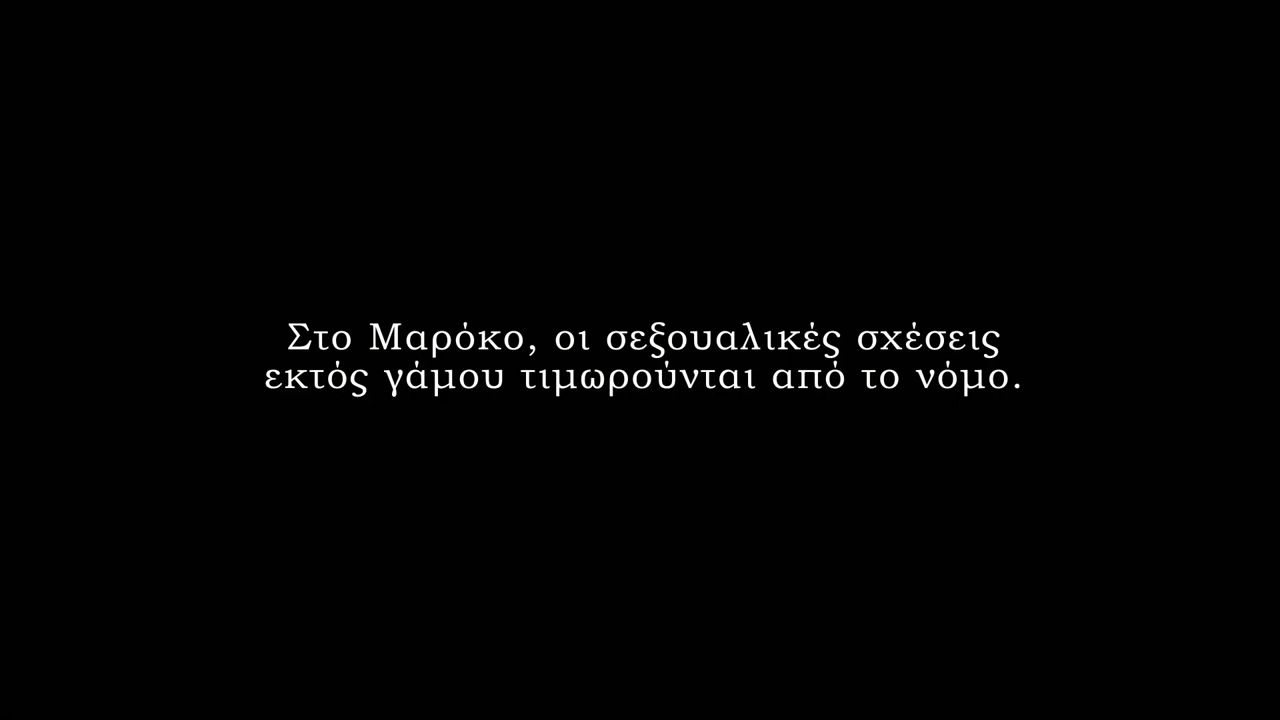 Στο Μαρόκο, οι σεξουαλικές σχέσεις
εκτός γάμου τιμωρούνται από το νόμο.